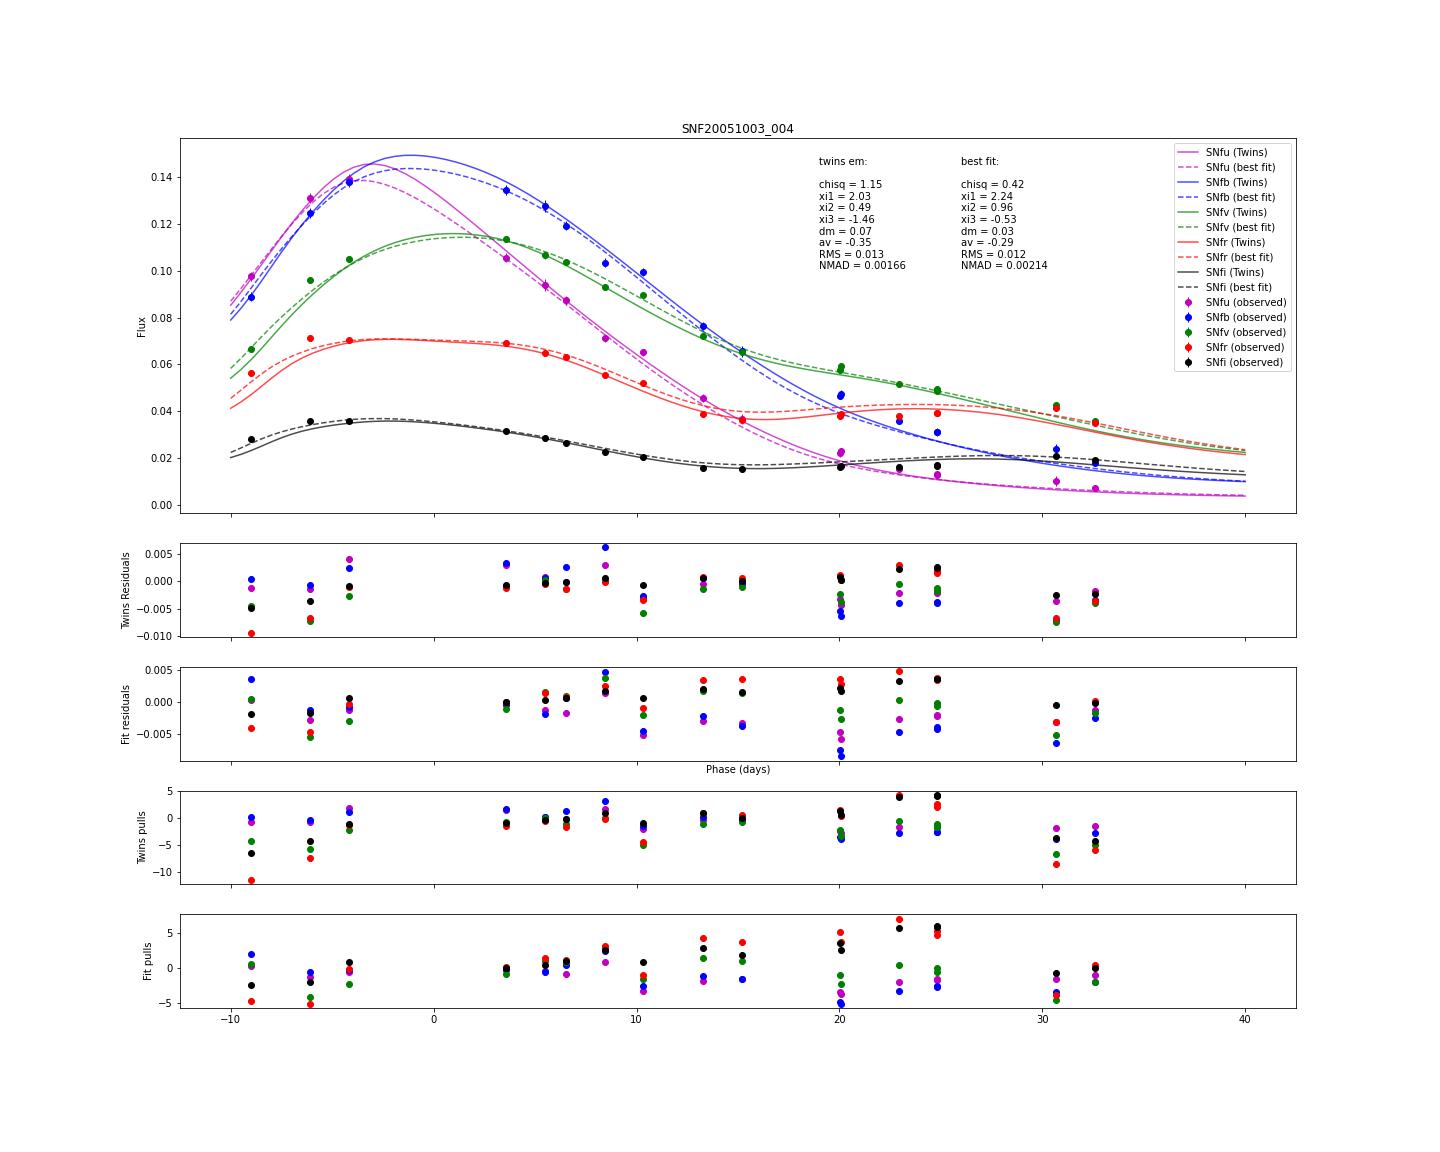 SNF20051003_004
twins em:
chisq = 1.15
xi1 = 2.03
xi2 = 0.49
xi3 = -1.46
dm = 0.07
av = -0.35
RMS = 0.013
NMAD = 0.00166
best fit:
chisq = 0.42
xi1 = 2.24
xi2 = 0.96
xi3 = -0.53
dm = 0.03
av = -0.29
RMS = 0.012
NMAD = 0.00214
SNfu (Twins)
SNfu (best fit)
SNfb (Twins)
SNfb (best fit)
SNfv (Twins)
SNfv (best fit)
SNfr (Twins)
SNfr (best fit)
SNfi (Twins)
SNfi (best fit)
SNfu (observed)
SNfb (observed)
SNfv (observed)
SNfr (observed)
SNfi (observed)
Flux
0.14
0.12
0.10
0.08
0.06
0.04
0.02
0.00
Twins Residuals
0.005
0.000
−0.005
−0.010
Fit residuals
0.005
0.000
−0.005
Phase (days)
Twins pulls
5
0
−5
−10
Fit pulls
5
0
−5
−10
0
10
20
30
40